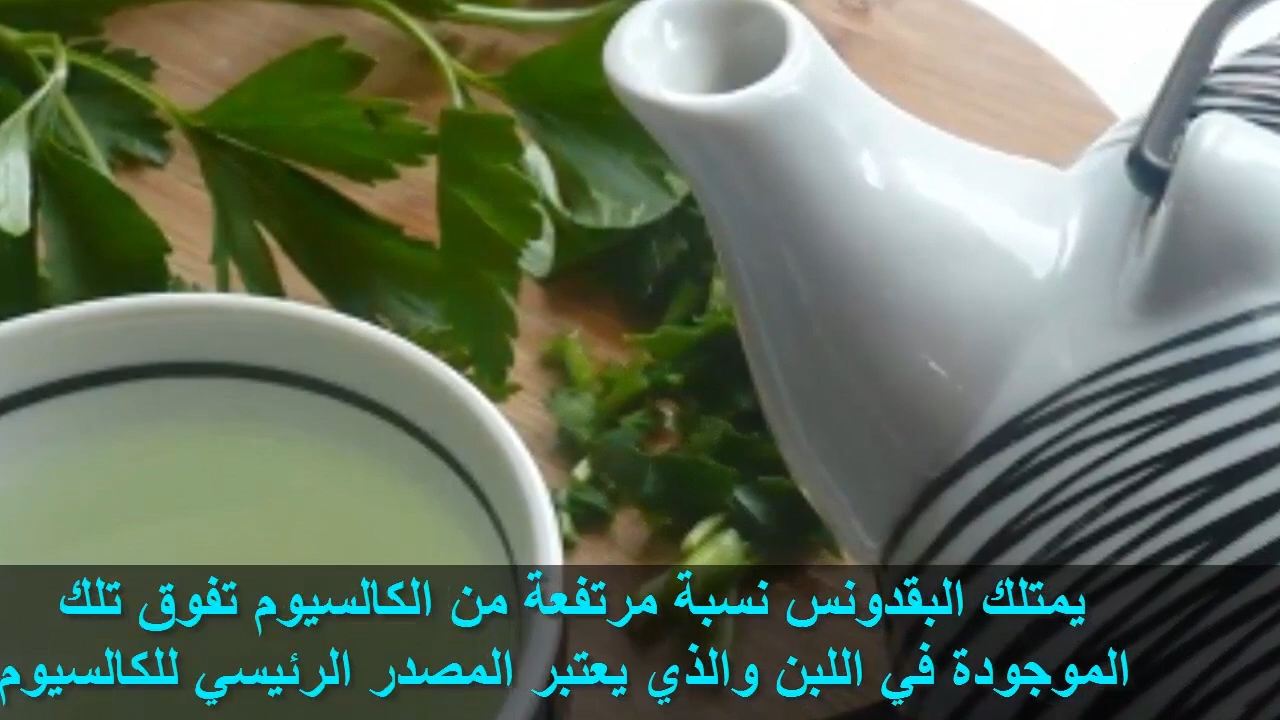 يمتلك البقدونس نسبة مرتفعة من الكالسيوم تفوق تلك
الموجودة في اللبن والذي يعتبر المصدر الرئيسي للكالسيوم